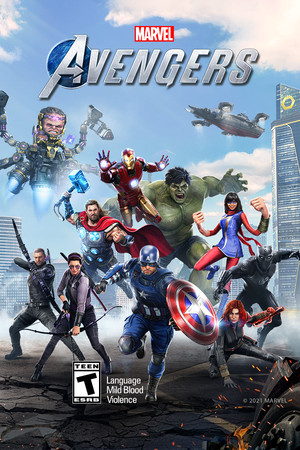 MARVEL
AVENGERS
TEEN
T
ESRB
Language
Mild Blood
Violence
© 2021 MARVEL